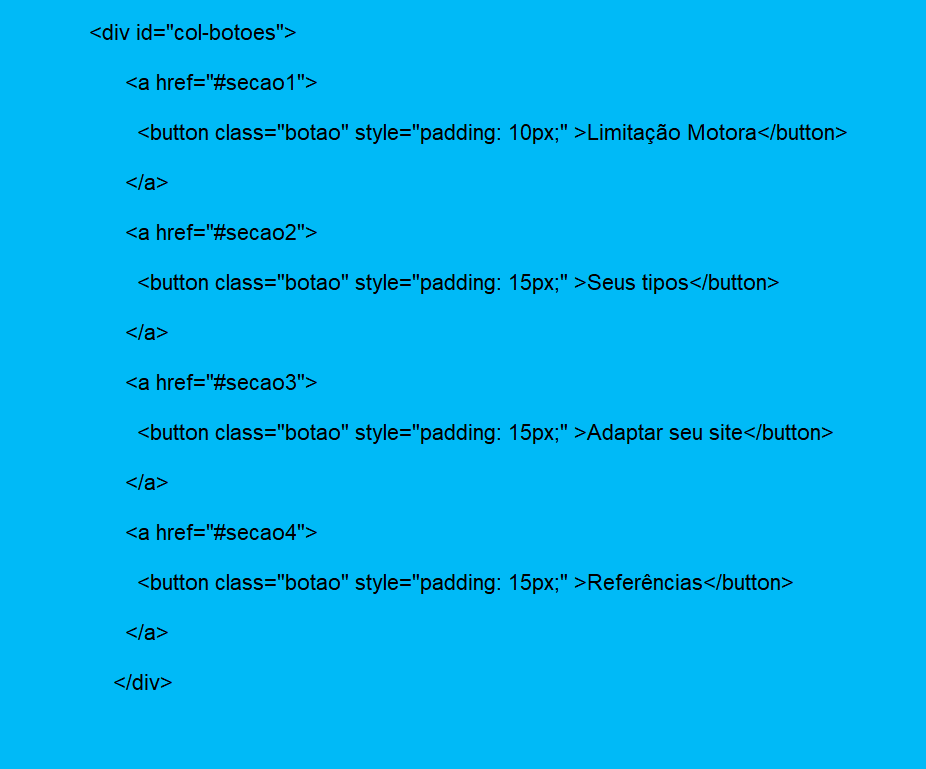 <div id="col-botoes">
<a href="#secao1">
<button class="botao" style="padding: 10px;" >Limitação Motora</button>
</a>
<a href="#secao2">
<button class="botao" style="padding: 15px;" >Seus tipos</button>
</a>
<a href="#secao3">
<button class="botao" style="padding: 15px;" >Adaptar seu site</button>
</a>
<a href="#secao4">
<button class="botao" style="padding: 15px;" >Referências</button>
</a>
</div>